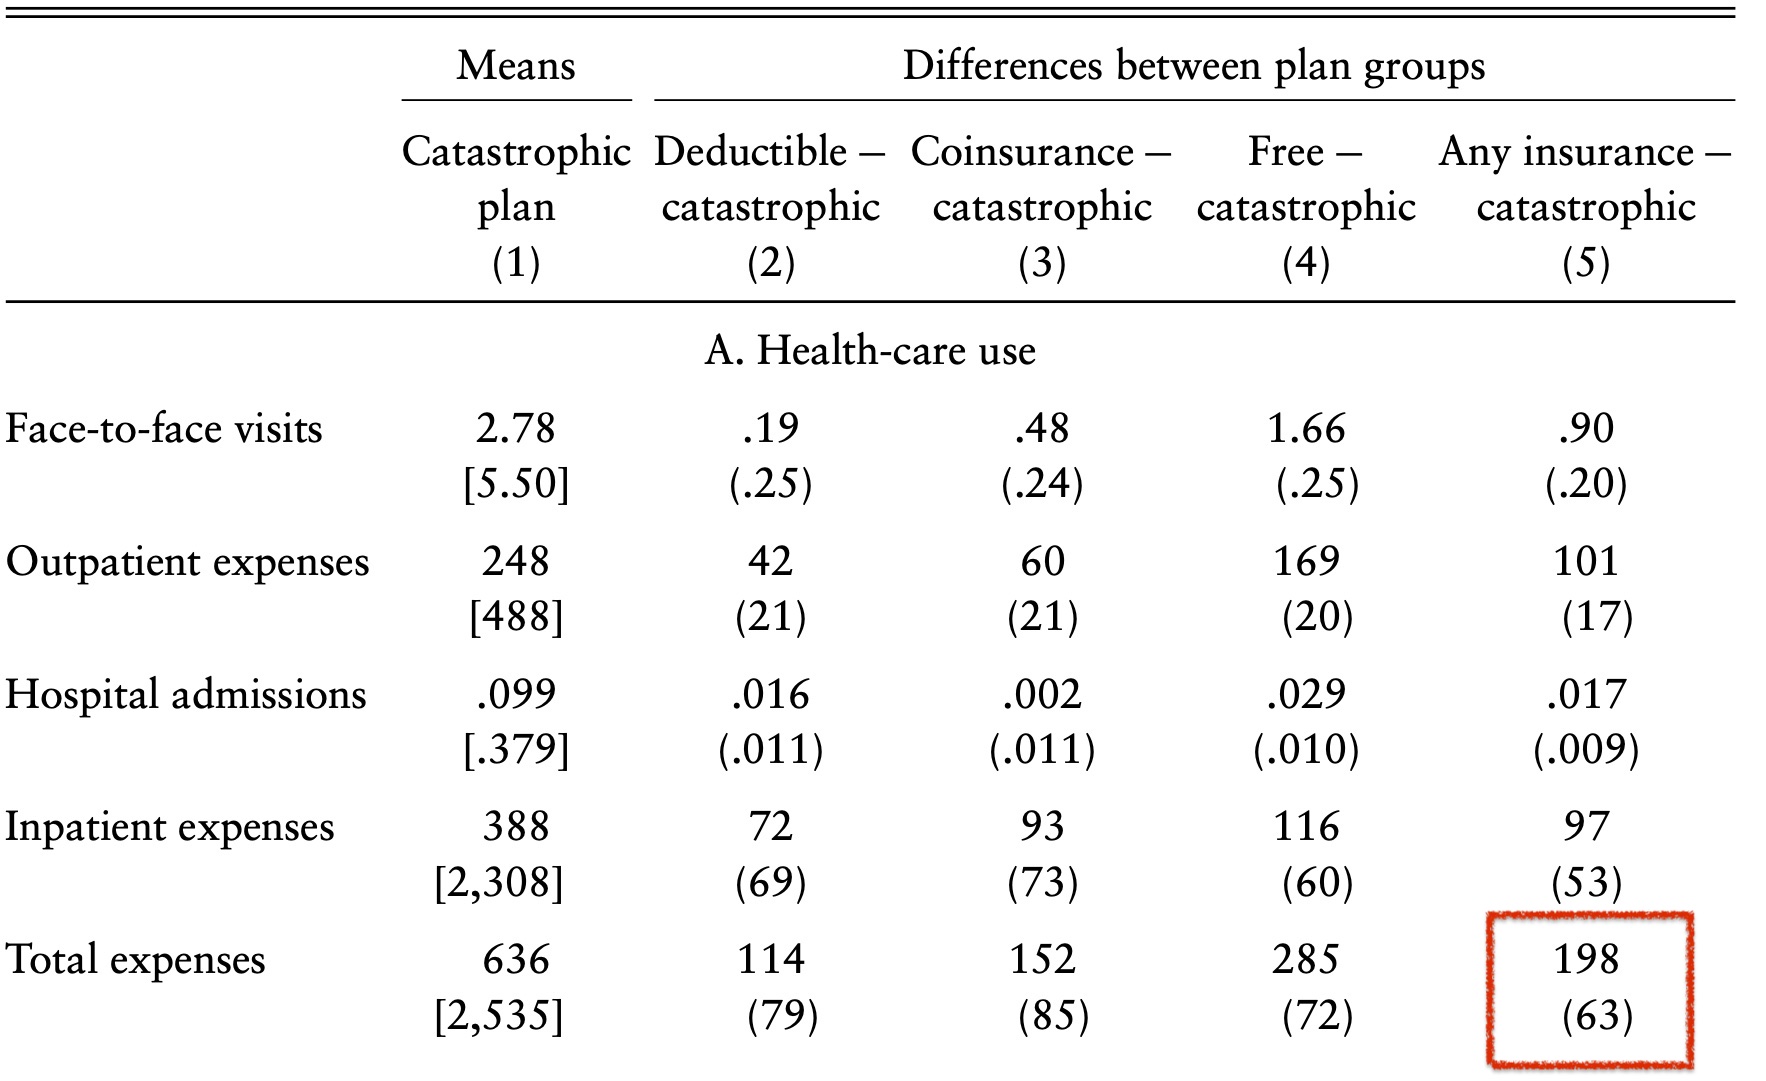 Means Differences between plan groups
Catastrophic Deductible – Coinsurance – Free – Any insurance –
plan catastrophic catastrophic catastrophic catastrophic
(1) (2) (3) (4) (5)
A. Health-care use
Face-to-face visits 2.78 .19 .48 1.66 .90
[5.50] (.25) (.24) (.25) (.20)
Outpatient expenses 248 42 60 169 101
[488] (21) (21) (20) (17)
Hospital admissions .099 .016 .002 .029 .017
[.379] (.011) (.011) (.010) (.009)
Inpatient expenses 388 72 93 116 97
[2,308] (69) (73) (60) (53)
Total expenses 636 114 152 285 198
[2,535] (79) (85) (72) (63)